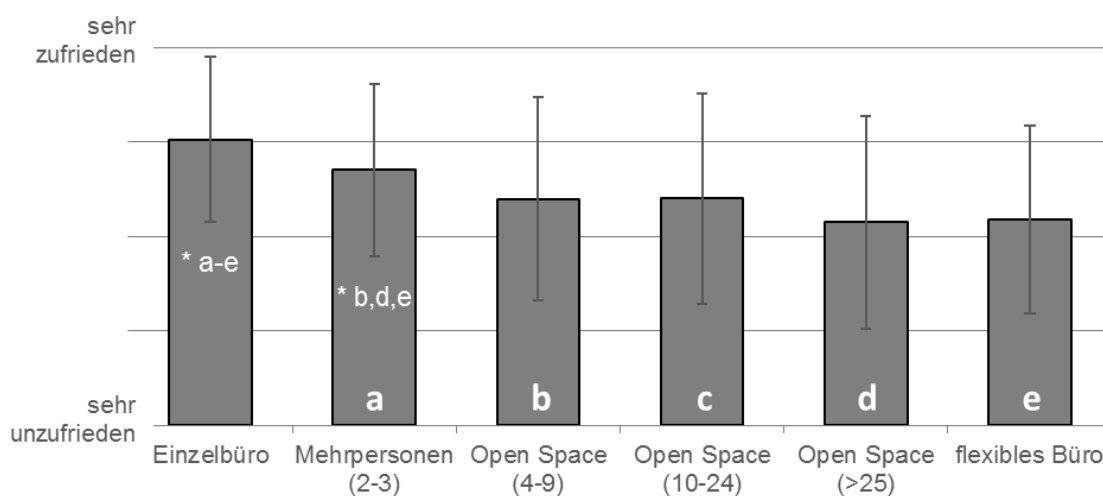 sehr
zufrieden
* a-e
* b,d,e
a
b
c
d
e
sehr
unzufrieden
Einzelbüro
Mehrpersonen
(2-3)
Open Space
(4-9)
Open Space
(10-24)
Open Space
(>25)
flexibles Büro